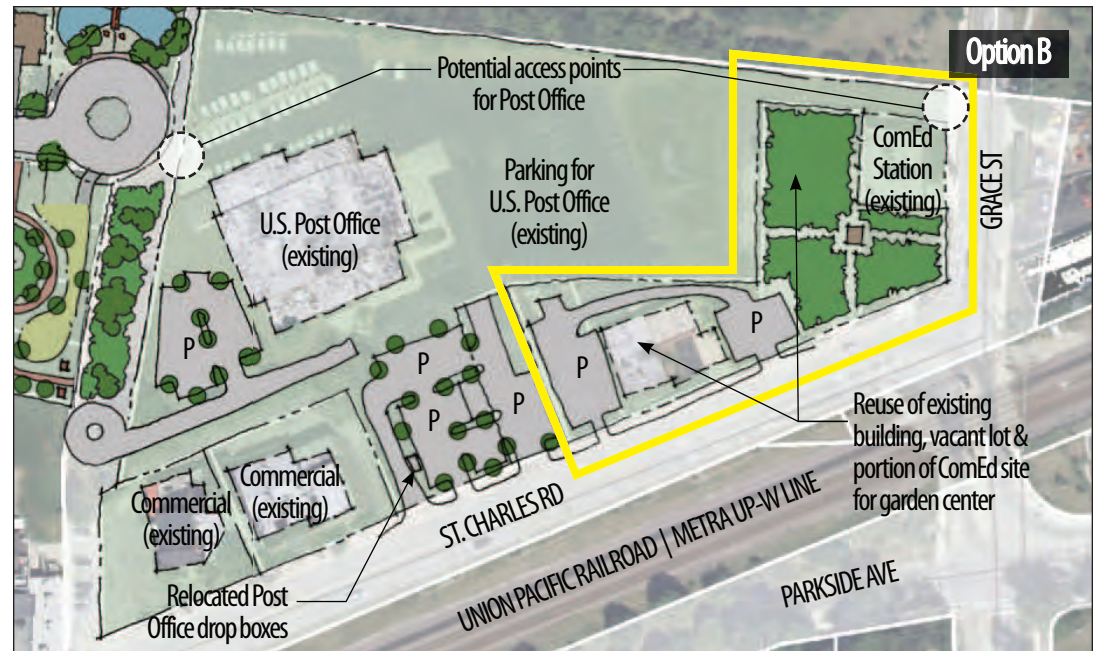 Option B
Potential access points
for Post Office
ComEd
Station
(existing)
GRACE ST
Parking for
U.S. Post Office
(existing)
U.S. Post Office
(existing)
P
P
P
P
P
P
Reuse of existing
building, vacant lot &
portion of ComEd site
for garden center
Commercial
(existing)
Commercial
(existing)
ST. CHARLES RD
UNION PACIFIC RAILROAD | METRA UP-W LINE
PARKSIDE AVE
Relocated Post
Office drop boxes